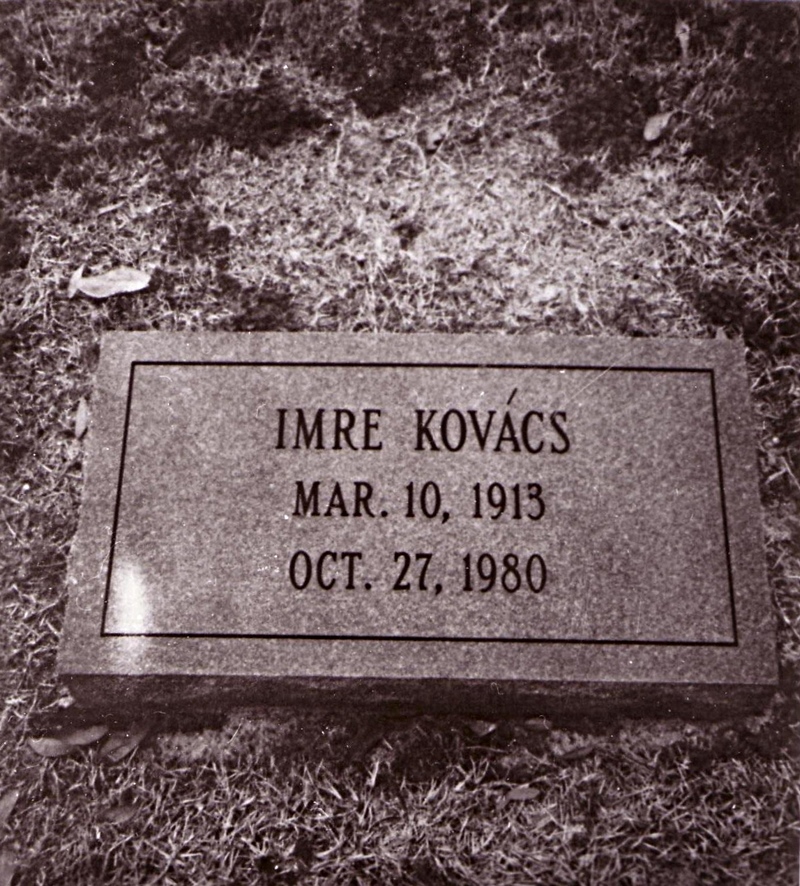 IMRE KOVÁCS
MAR. 10, 1913
OCT. 27, 1980